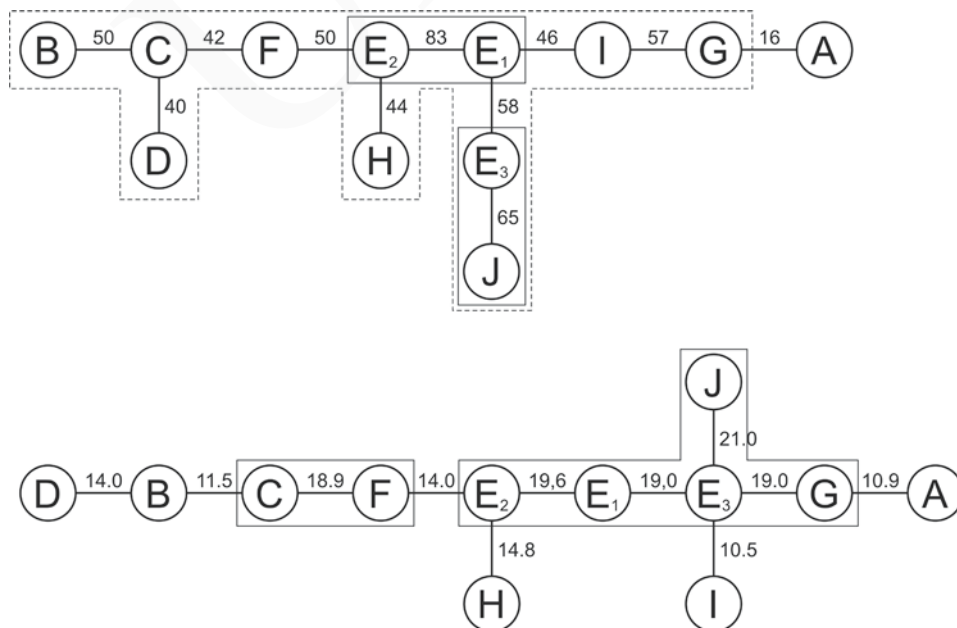 B 50 C 42 F 50 E₂ 83 E₁ 46 I 57 G 16 A
40 44 58
D H E₃
65
J
J
21.0
D 14.0 B 11.5 C 18.9 F 14.0 E₂ 19,6 E₁ 19,0 E₃ 19.0 G 10.9 A
14.8 10.5
H I